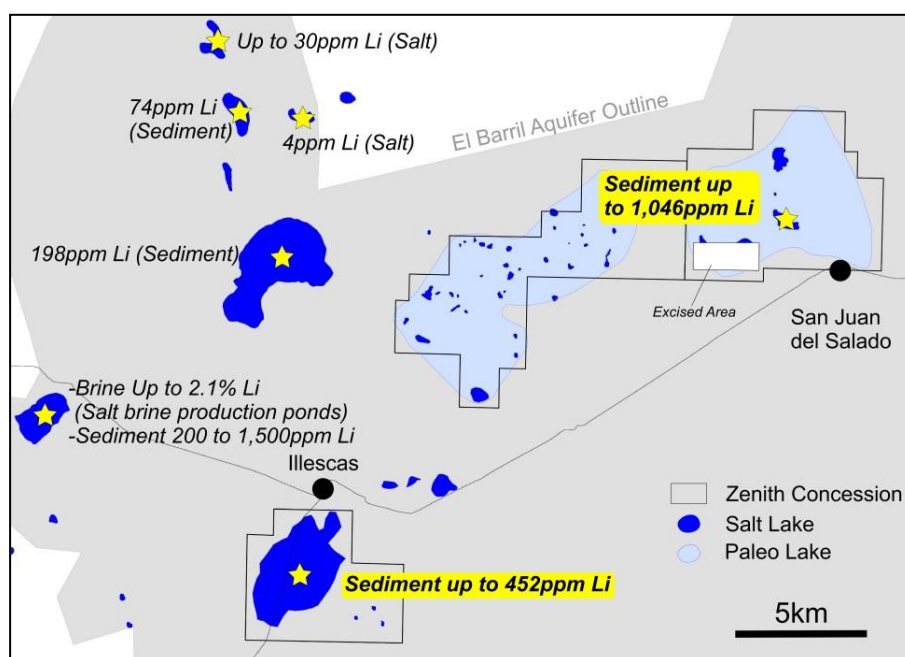 Up to 30ppm Li (Salt)
74ppm Li
(Sediment)
4ppm Li (Salt)
El Barril Aquifer Outline
Sediment up
to 1,046ppm Li
198ppm Li (Sediment)
Excised Area
San Juan
del Salado
-Brine Up to 2.1% Li
(Salt brine production ponds)
-Sediment 200 to 1,500ppm Li
Illescas
Zenith Concession
Salt Lake
Paleo Lake
Sediment up to 452ppm Li
5km